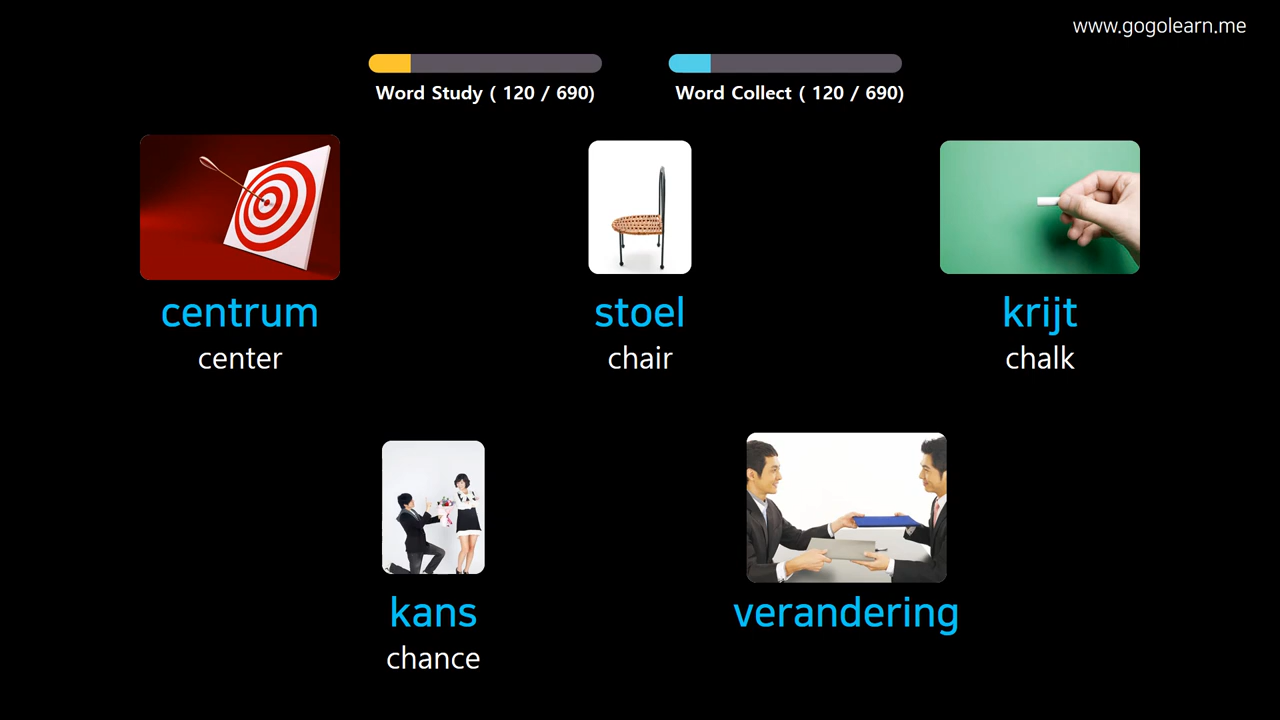 www.gogolearn.me
Word Study ( 120 / 690)
Word Collect ( 120 / 690)
centrum
center
stoel
chair
krijt
chalk
kans
chance
verandering